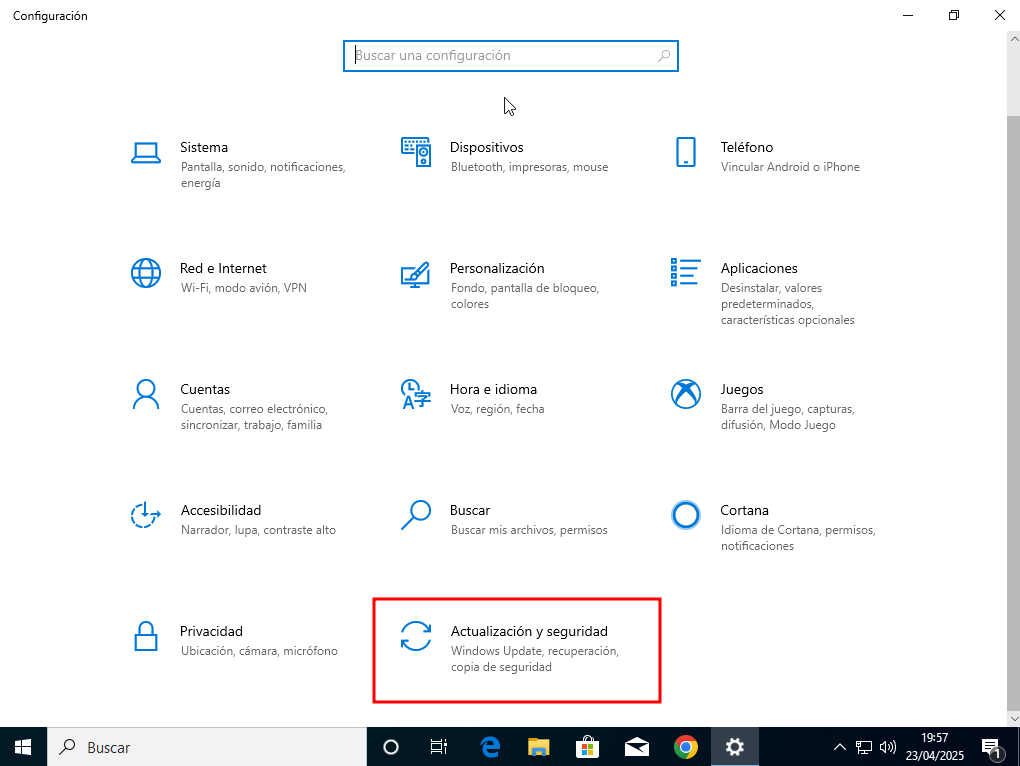 Configuración
Buscar una configuración
Sistema
Pantalla, sonido, notificaciones,
energía
Dispositivos
Bluetooth, impresoras, mouse
Teléfono
Vincular Android o iPhone
Red e Internet
Wi-Fi, modo avión, VPN
Personalización
Fondo, pantalla de bloqueo,
colores
Aplicaciones
Desinstalar, valores
predeterminados,
características opcionales
Cuentas
Cuentas, correo electrónico,
sincronizar, trabajo, familia
Hora e idioma
Voz, región, fecha
Juegos
Barra del juego, capturas,
difusión, Modo Juego
Accesibilidad
Narrador, lupa, contraste alto
Buscar
Buscar mis archivos, permisos
Cortana
Idioma de Cortana, permisos,
notificaciones
Privacidad
Ubicación, cámara, micrófono
Actualización y seguridad
Windows Update, recuperación,
copia de seguridad
Buscar
19:57
23/04/2025
1